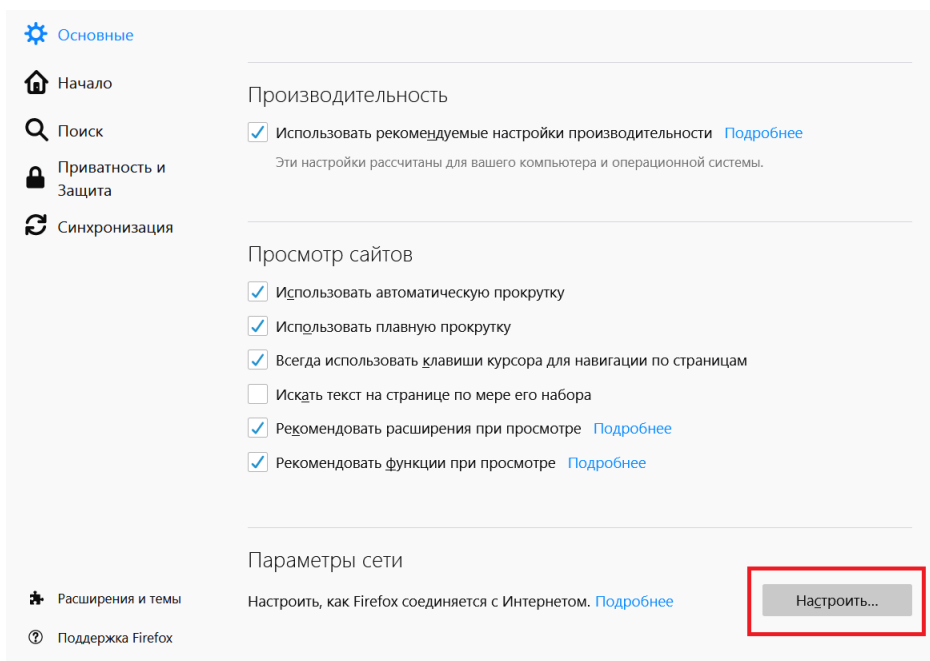 Основные
Начало
Поиск
Приватность и
Защита
Синхронизация
Расширения и темы
Поддержка Firefox
Производительность
Использовать рекомендуемые настройки производительности Подробнее
Эти настройки рассчитаны для вашего компьютера и операционной системы.
Просмотр сайтов
Использовать автоматическую прокрутку
Использовать плавную прокрутку
Всегда использовать клавиши курсора для навигации по страницам
Искать текст на странице по мере его набора
Рекомендовать расширения при просмотре Подробнее
Рекомендовать функции при просмотре Подробнее
Параметры сети
Настроить, как Firefox соединяется с Интернетом. Подробнее
Настроить...